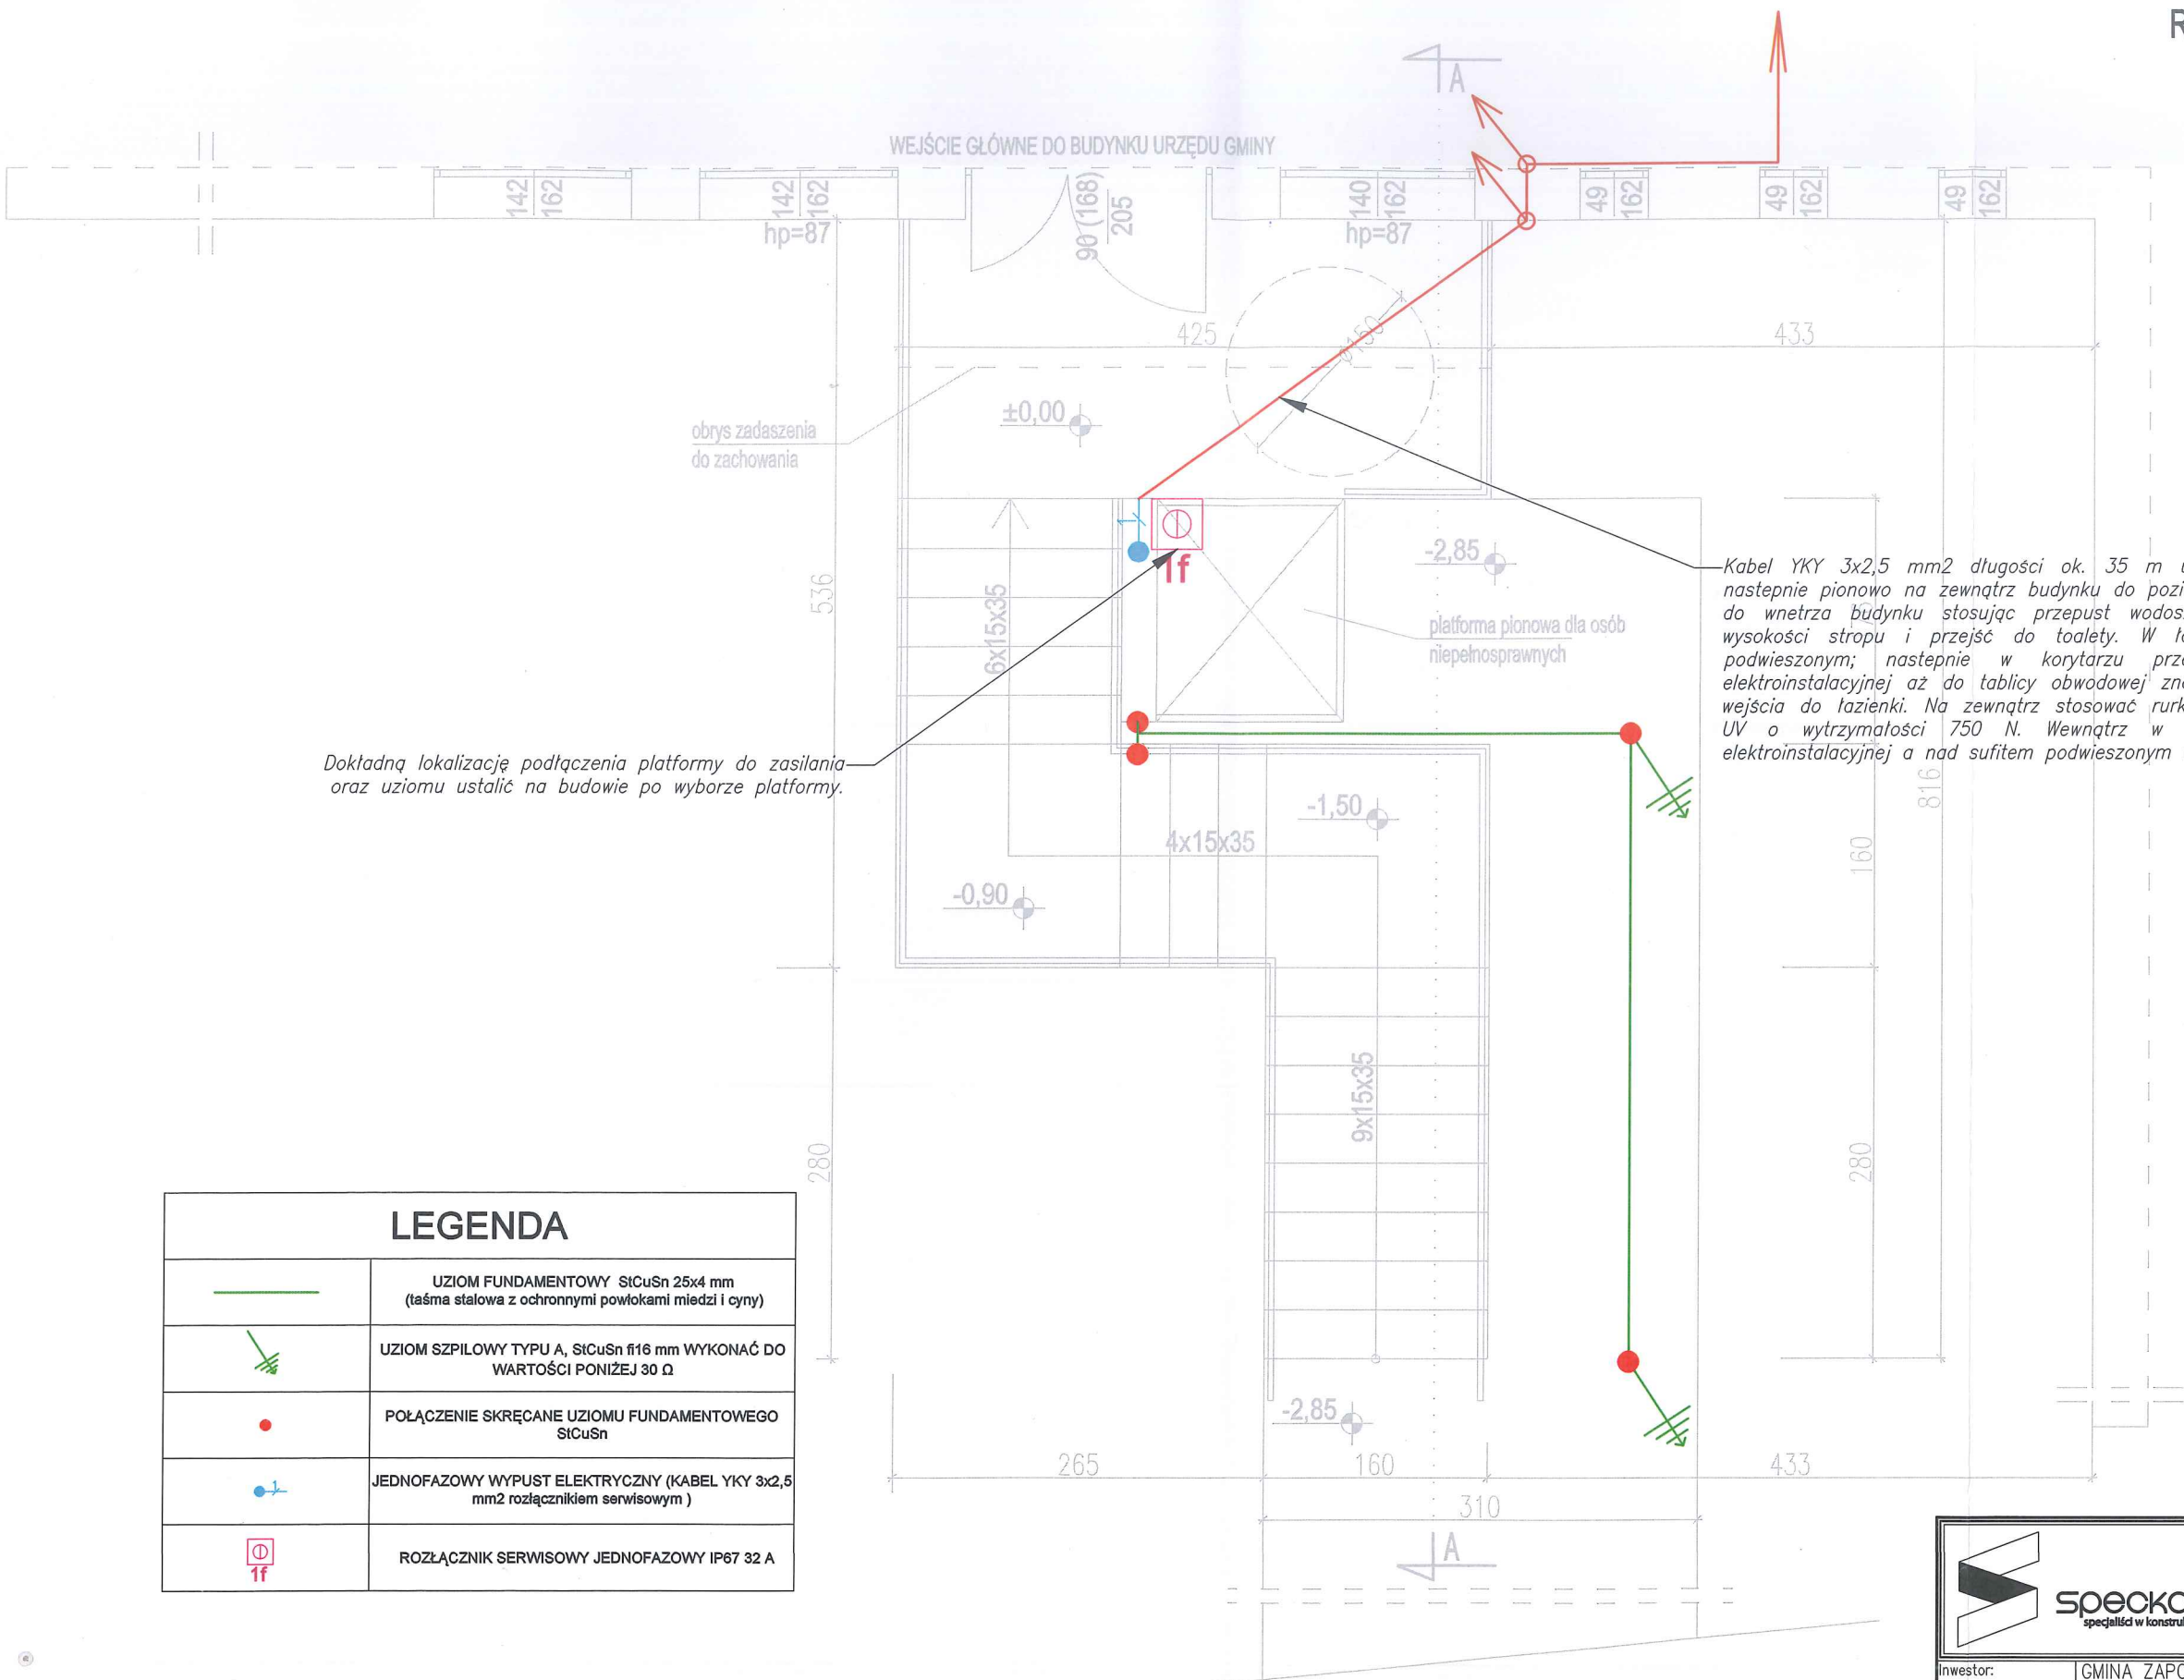 R
A
WEJŚCIE GŁÓWNE DO BUDYNKU URZĘDU GMINY
142
162
142
162
hp=87
90 (168)
205
140
162
hp=87
49
162
49
162
49
162
425
ø150
433
±0,00
obrys zadaszenia
do zachowania
1
1f
-2,85
536
6x15x35
platforma pionowa dla osób
niepełnosprawnych
Kabel YKY 3x2,5 mm2 długości ok. 35 m
nastepnie pionowo na zewnątrz budynku do
do wnetrza budynku stosując przepust
wysokości stropu i przejść do toalety. W
podwieszonym; nastepnie w korytarzu
elektroinstalacyjnej aż do tablicy obwodowej
wejścia do łazienki. Na zewnątrz stosować
UV o wytrzymałości 750 N. Wewnątrz w
elektroinstalacyjnej a nad sufitem podwieszonym
Dokładną lokalizację podłączenia platformy do zasilania
oraz uziomu ustalić na budowie po wyborze platformy.
-1,50
816
4x15x35
160
-0,90
9x15x35
280
280
LEGENDA
UZIOM FUNDAMENTOWY StCuSn 25x4 mm
(taśma stalowa z ochronnymi powłokami miedzi i cyny)
UZIOM SZPILOWY TYPU A, StCuSn fi16 mm WYKONAĆ DO
WARTOŚCI PONIŻEJ 30 Ω
POŁĄCZENIE SKRĘCANE UZIOMU FUNDAMENTOWEGO
StCuSn
1
JEDNOFAZOWY WYPUST ELEKTRYCZNY (KABEL YKY 3x2,5
mm2 rozłącznikiem serwisowym )
1f
ROZŁĄCZNIK SERWISOWY JEDNOFAZOWY IP67 32 A
-2,85
265
160
433
310
A
specjaliści w
Inwestor:
GMINA